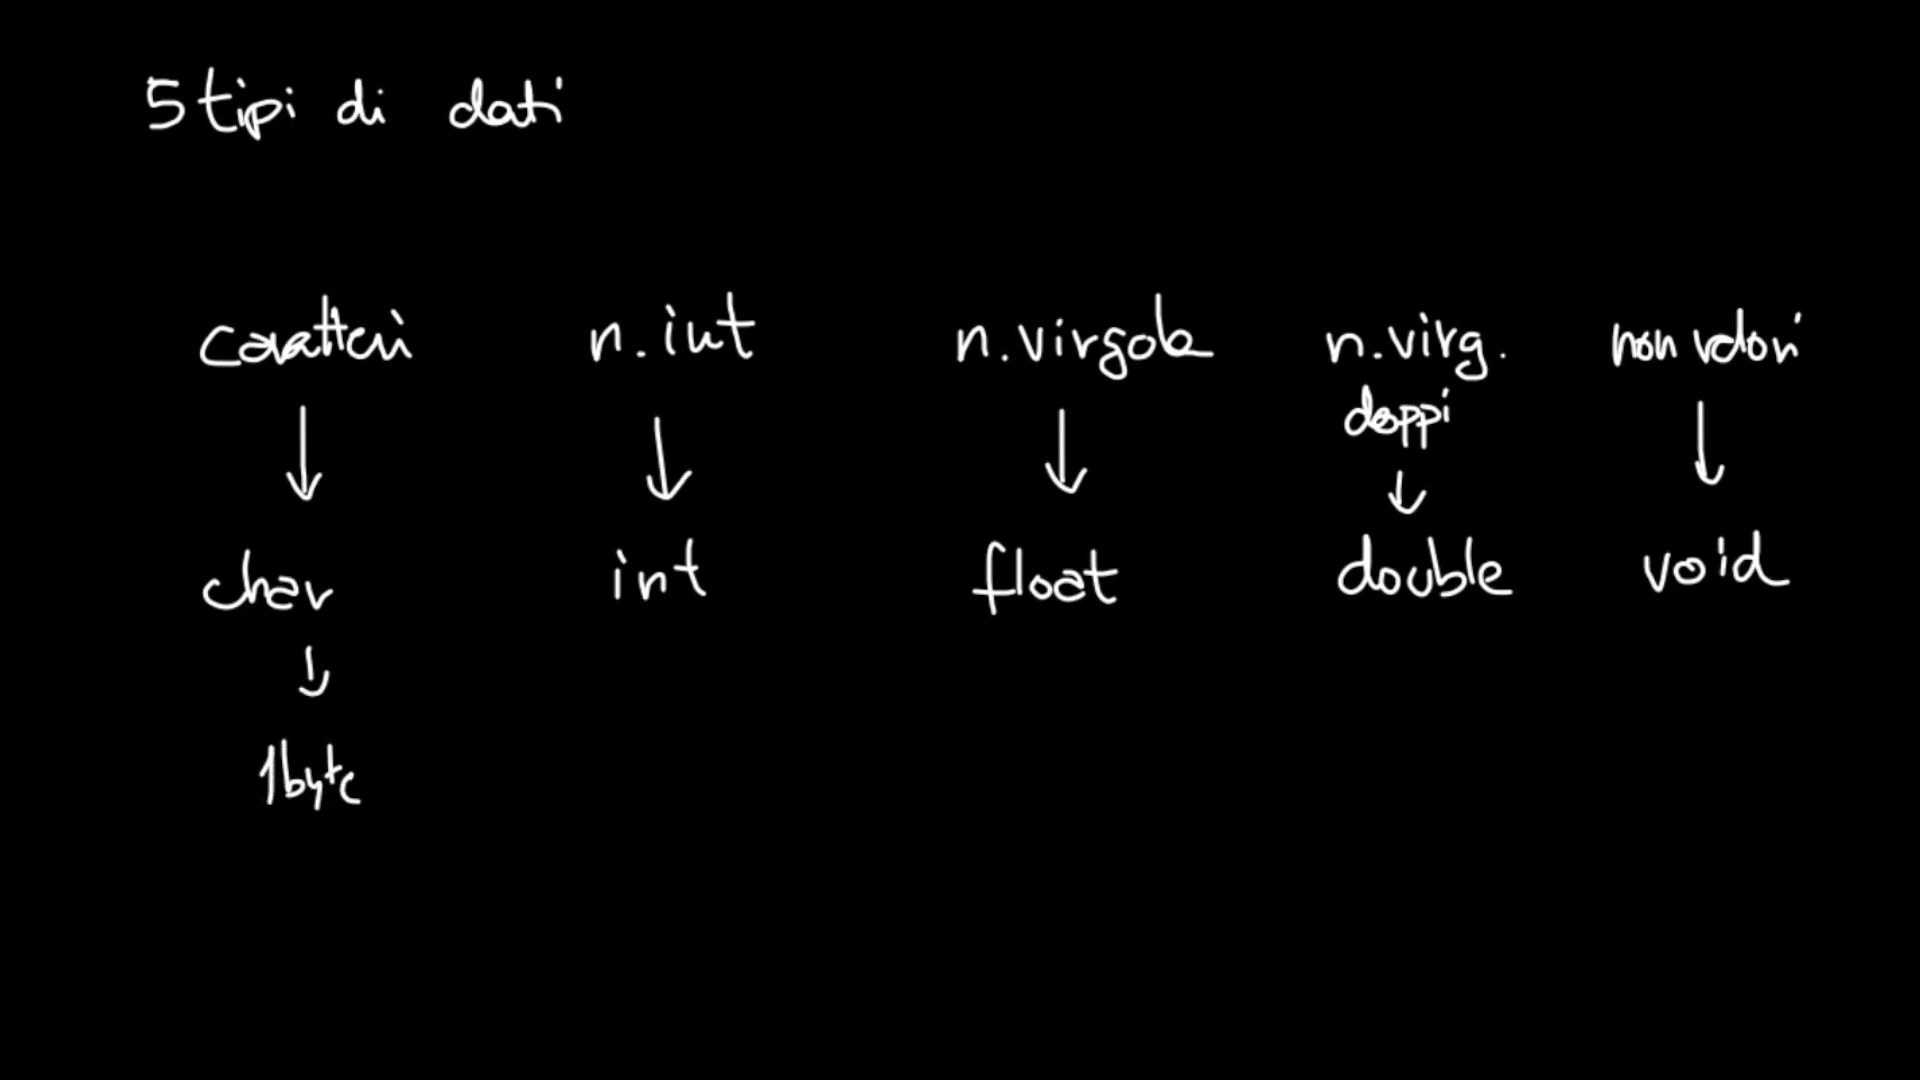 5 tipi di dati
caratteri n.int n.virgola n.virg. non valori
doppi
char int float double void
1byte